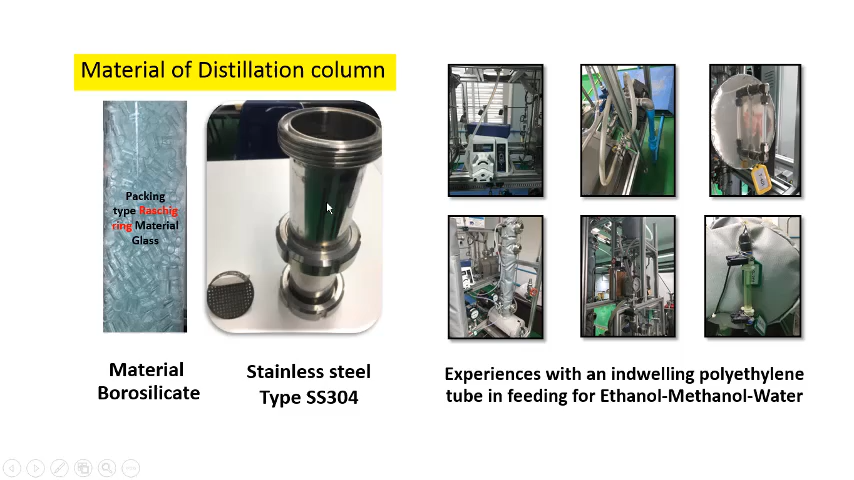 Material of Distillation column
Packing
type Raschig
ring Material
Glass
Material
Borosilicate
Stainless steel
Type SS304
Experiences with an indwelling polyethylene
tube in feeding for Ethanol-Methanol-Water